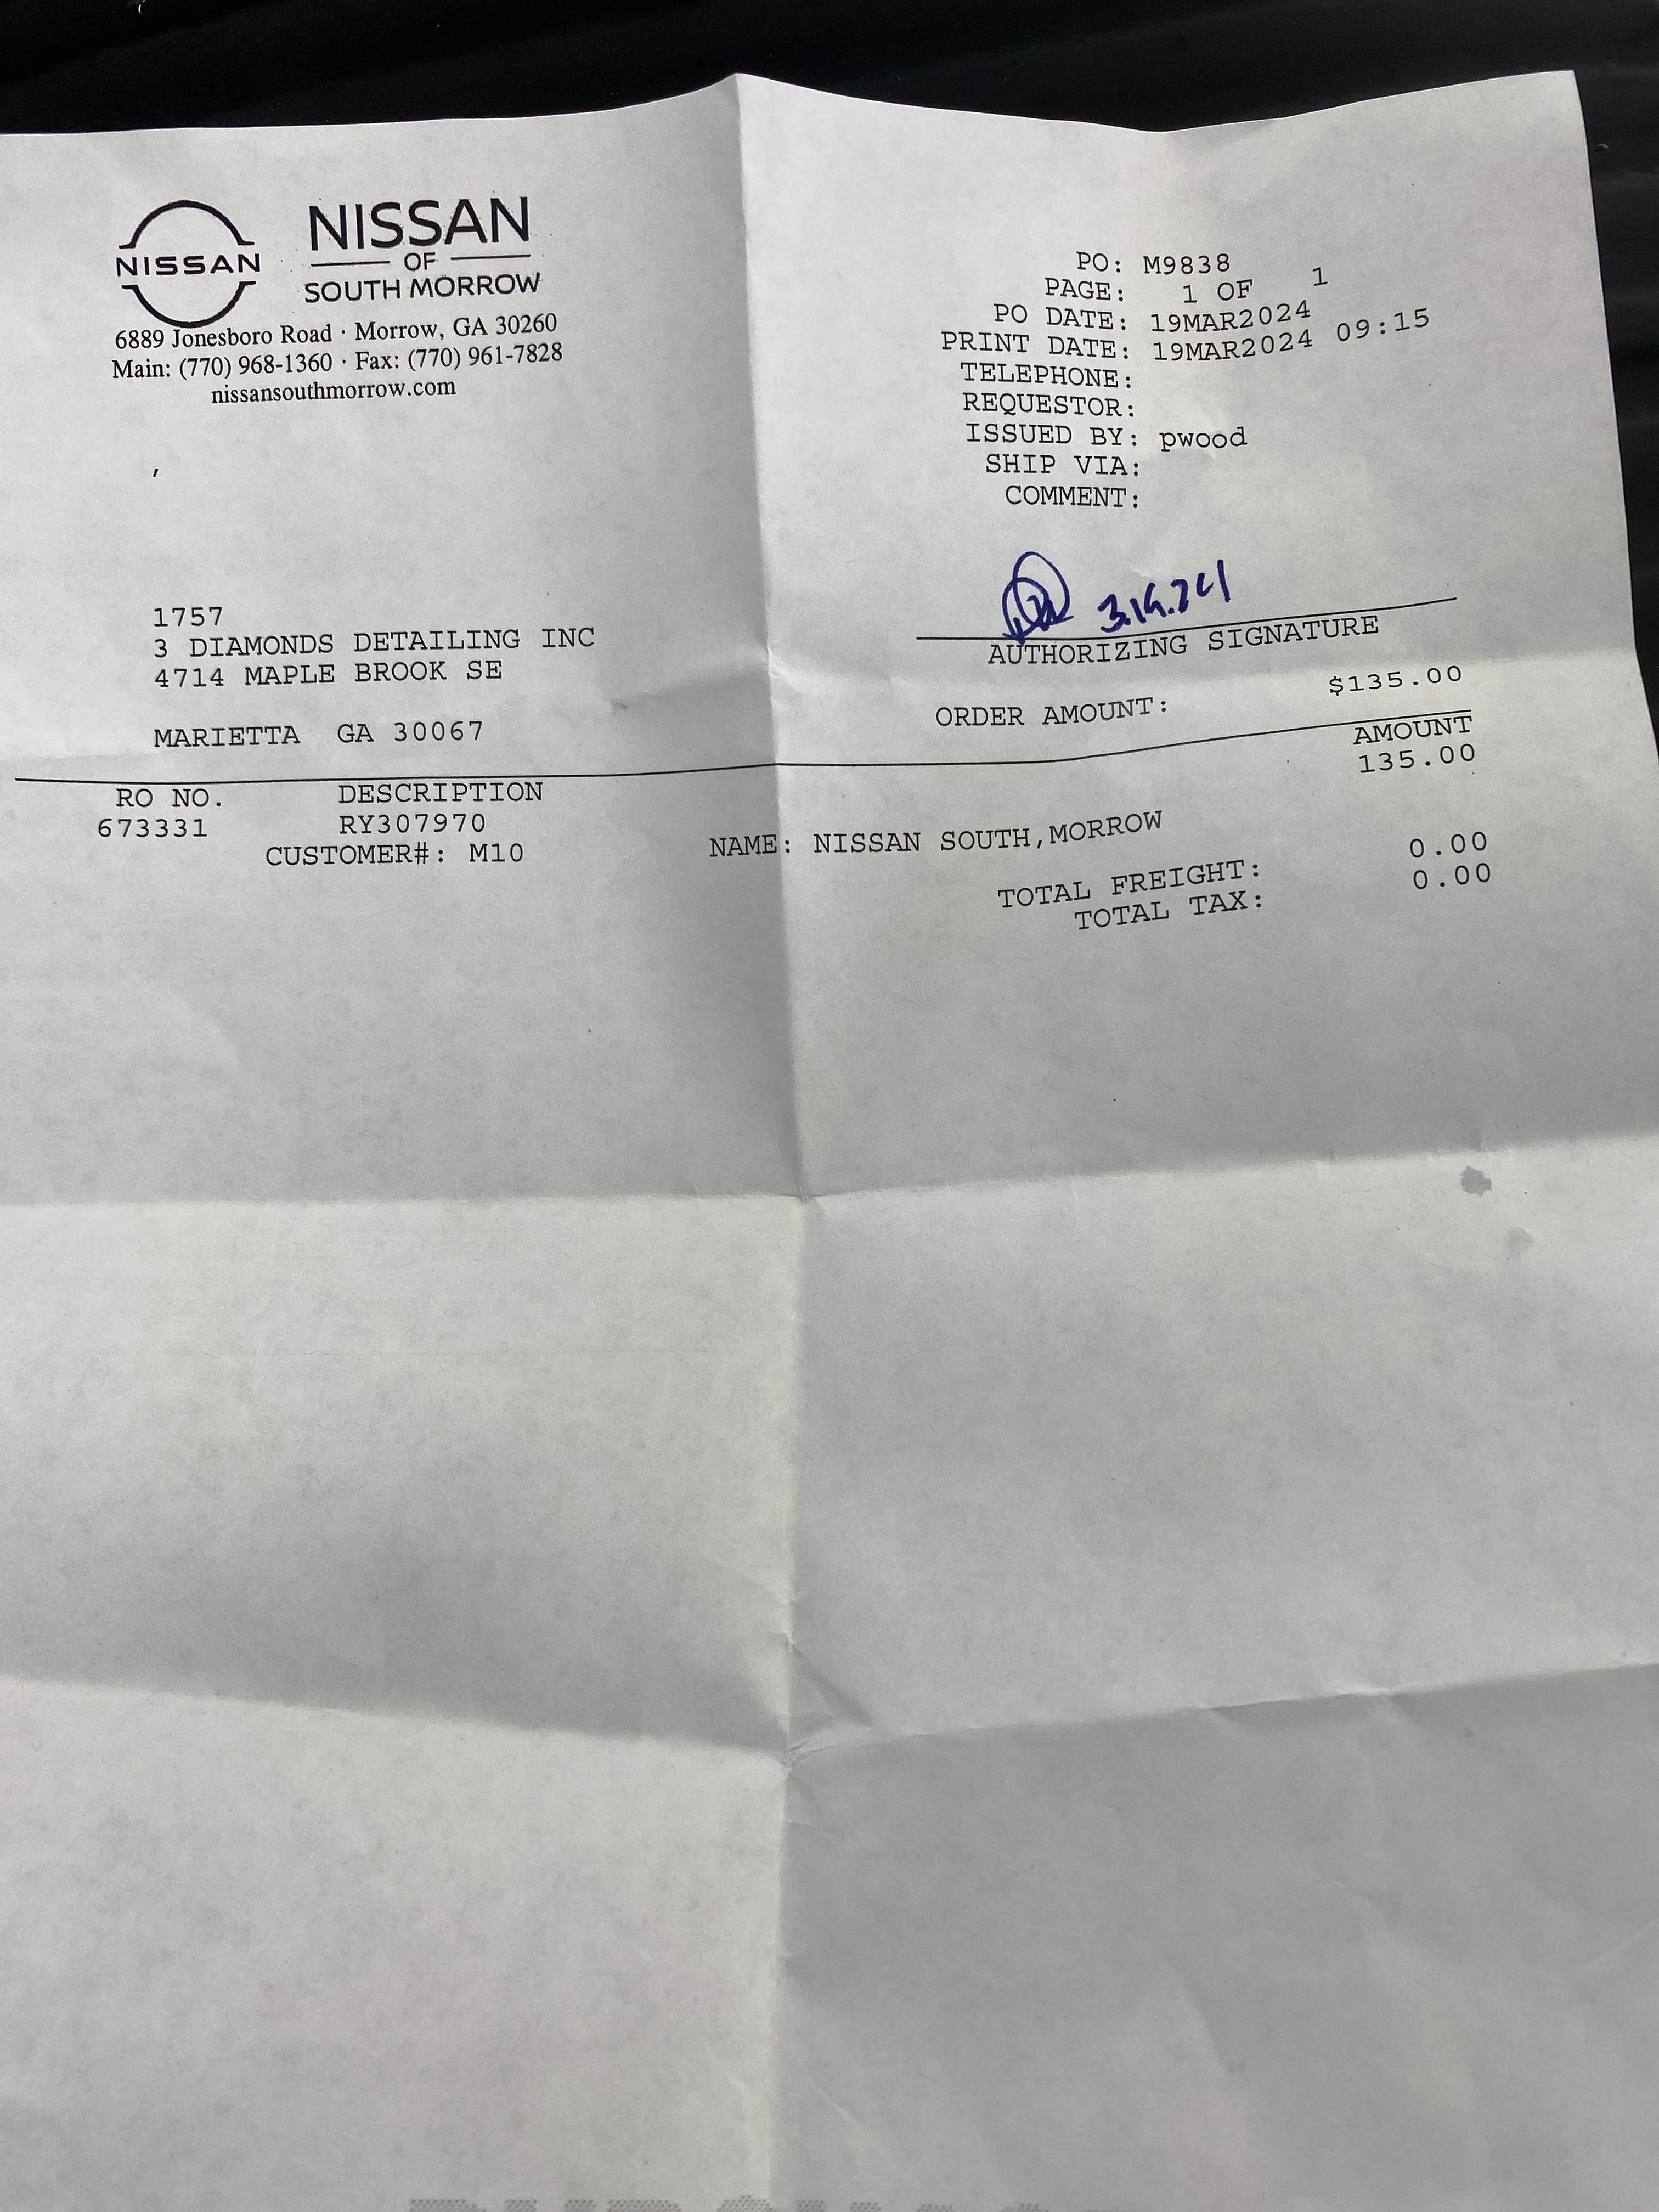 NISSAN
NISSAN
OF
SOUTH MORROW
6889 Jonesboro Road · Morrow, GA 30260
Main: (770) 968-1360 · Fax: (770) 961-7828
nissansouthmorrow.com
,
PO: M9838
PAGE: 1 OF 1
PO DATE: 19MAR2024
PRINT DATE: 19MAR2024 09:15
TELEPHONE:
REQUESTOR:
ISSUED BY: pwood
SHIP VIA:
COMMENT:
1757
3 DIAMONDS DETAILING INC
4714 MAPLE BROOK SE
MARIETTA GA 30067
3.19.24
AUTHORIZING SIGNATURE
ORDER AMOUNT: $135.00
RO NO. DESCRIPTION AMOUNT
673331 RY307970 135.00
CUSTOMER#: M10 NAME: NISSAN SOUTH,MORROW
TOTAL FREIGHT: 0.00
TOTAL TAX: 0.00